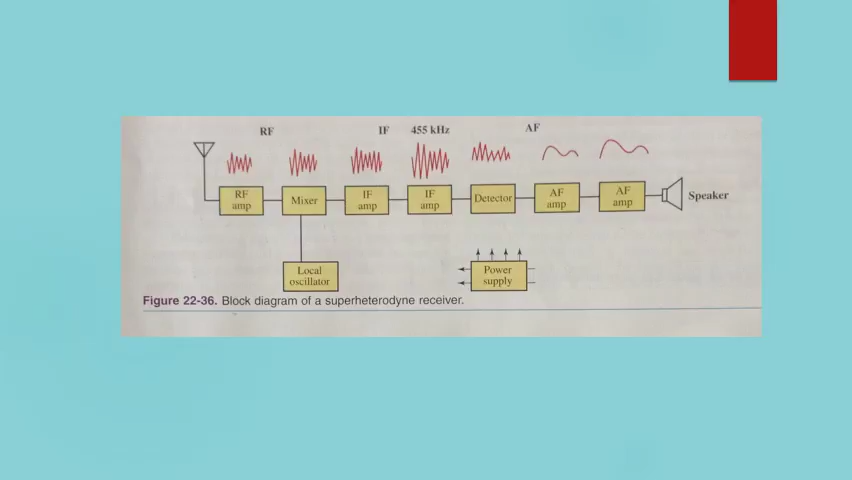 RF IF 455 kHz AF
RF amp
Mixer
IF amp
IF amp
Detector
AF amp
AF amp
Speaker
Local oscillator
Power supply
Figure 22-36. Block diagram of a superheterodyne receiver.